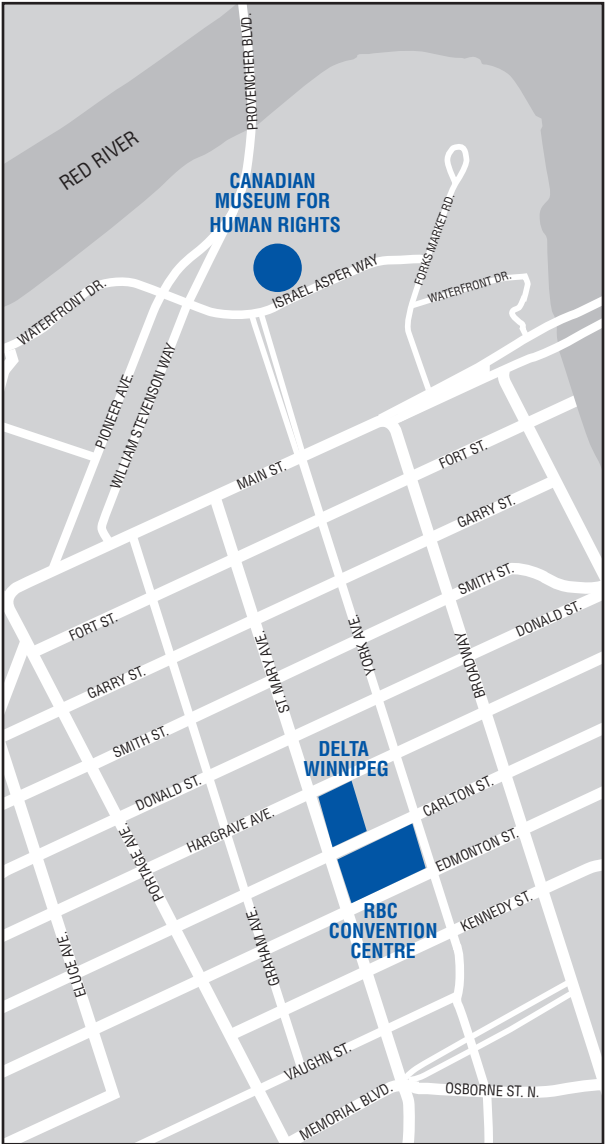 PROVENCHER BLVD.
RED RIVER
CANADIAN
MUSEUM FOR
HUMAN RIGHTS
FORKS MARKET RD.
ISRAEL ASPER WAY
WATERFRONT DR.
WATERFRONT DR.
PIONEER AVE.
WILLIAM STEVENSON WAY
MAIN ST.
FORT ST.
GARRY ST.
SMITH ST.
DONALD ST.
FORT ST.
YORK AVE.
ST. MARY AVE.
BROADWAY
GARRY ST.
SMITH ST.
DELTA
WINNIPEG
DONALD ST.
CARLTON ST.
HARGRAVE AVE.
PORTAGE AVE.
EDMONTON ST.
RBC
CONVENTION
CENTRE
KENNEDY ST.
GRAHAM AVE.
ELLICE AVE.
VAUGHN ST.
OSBORNE ST. N.
MEMORIAL BLVD.